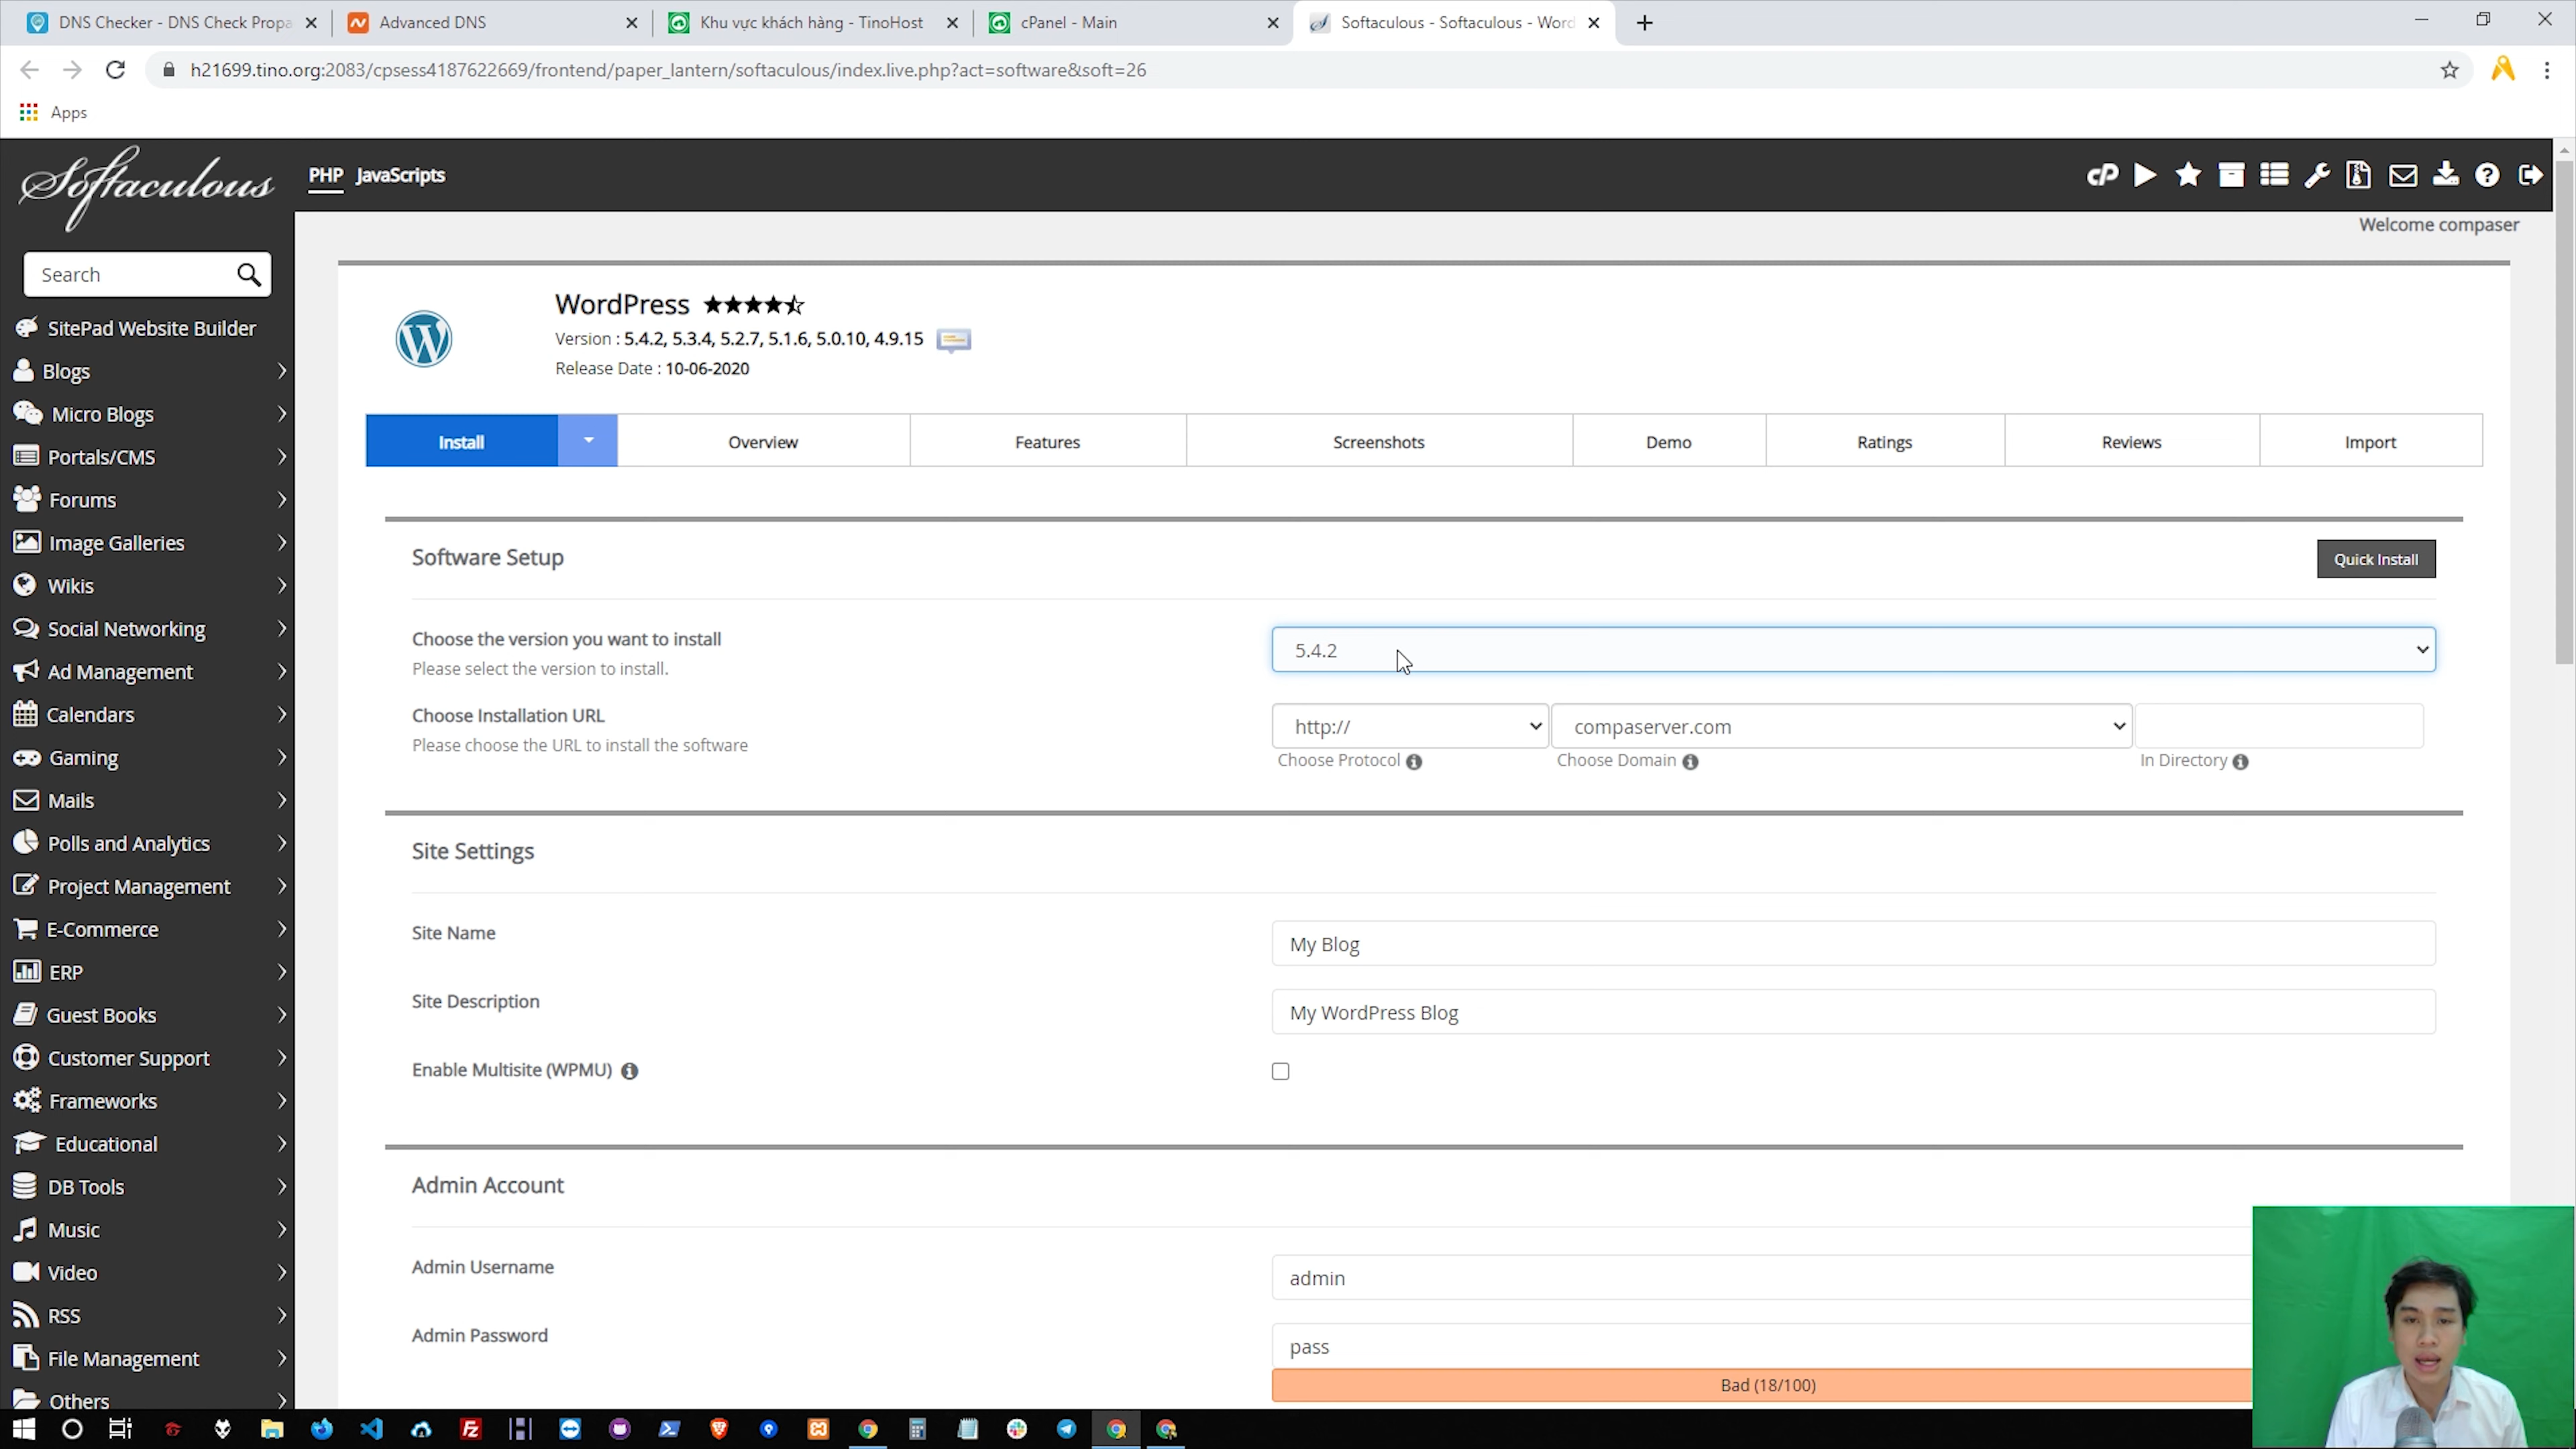 DNS Checker - DNS Check Propa
Advanced DNS
Khu vực khách hàng - TinoHost
cPanel - Main
Softaculous - Softaculous - Word
h21699.tino.org:2083/cpsess4187622669/frontend/paper_lantern/softaculous/index.live.php?act=software&soft=26
Apps
Softaculous
PHP JavaScripts
Welcome compaser
Search
SitePad Website Builder
Blogs
Micro Blogs
Portals/CMS
Forums
Image Galleries
Wikis
Social Networking
Ad Management
Calendars
Gaming
Mails
Polls and Analytics
Project Management
E-Commerce
ERP
Guest Books
Customer Support
Frameworks
Educational
DB Tools
Music
Video
RSS
File Management
Others
WordPress
Version : 5.4.2, 5.3.4, 5.2.7, 5.1.6, 5.0.10, 4.9.15
Release Date : 10-06-2020
Install
Overview
Features
Screenshots
Demo
Ratings
Reviews
Import
Software Setup
Quick Install
Choose the version you want to install
Please select the version to install.
5.4.2
Choose Installation URL
Please choose the URL to install the software
http://
compaserver.com
Choose Protocol
Choose Domain
In Directory
Site Settings
Site Name
My Blog
Site Description
My WordPress Blog
Enable Multisite (WPMU)
Admin Account
Admin Username
admin
Admin Password
pass
Bad (18/100)